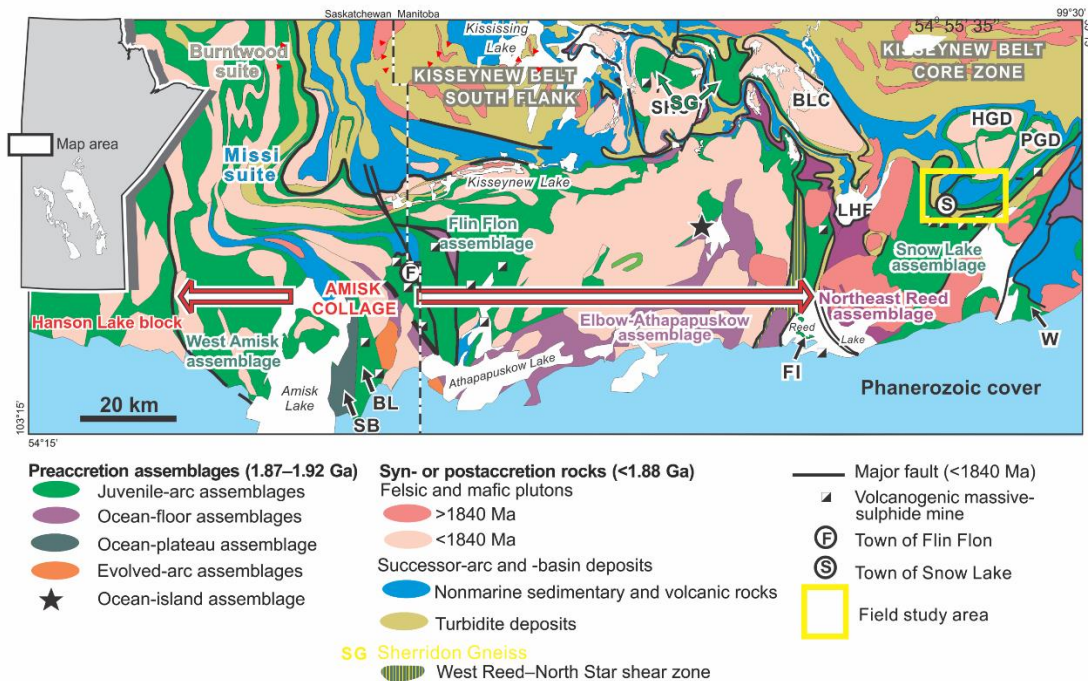 Saskatchewan Manitoba
99°30'
54° 55' 35"
Kississing
Lake
Burntwood
suite
KISSEYNEW BELT
SOUTH FLANK
KISSEYNEW BELT
CORE ZONE
SG
BLC
HGD
PGD
Map area
Missi
suite
Kisseynew Lake
S
LHF
Flin Flon
assemblage
F
Snow Lake
assemblage
AMISK
COLLAGE
Hanson Lake block
Northeast Reed
assemblage
Elbow-Athapapuskow
assemblage
West Amisk
assemblage
Reed
Lake
W
FI
Athapapuskow Lake
Amisk
Lake
BL
SB
Phanerozoic cover
20 km
103°15'
54°15'
Preaccretion assemblages (1.87–1.92 Ga)
Juvenile-arc assemblages
Ocean-floor assemblages
Ocean-plateau assemblage
Evolved-arc assemblages
Ocean-island assemblage
Syn- or postaccretion rocks (<1.88 Ga)
Felsic and mafic plutons
>1840 Ma
<1840 Ma
Successor-arc and -basin deposits
Nonmarine sedimentary and volcanic rocks
Turbidite deposits
SG Sherridon Gneiss
West Reed–North Star shear zone
Major fault (<1840 Ma)
Volcanogenic massive-
sulphide mine
F Town of Flin Flon
S Town of Snow Lake
Field study area